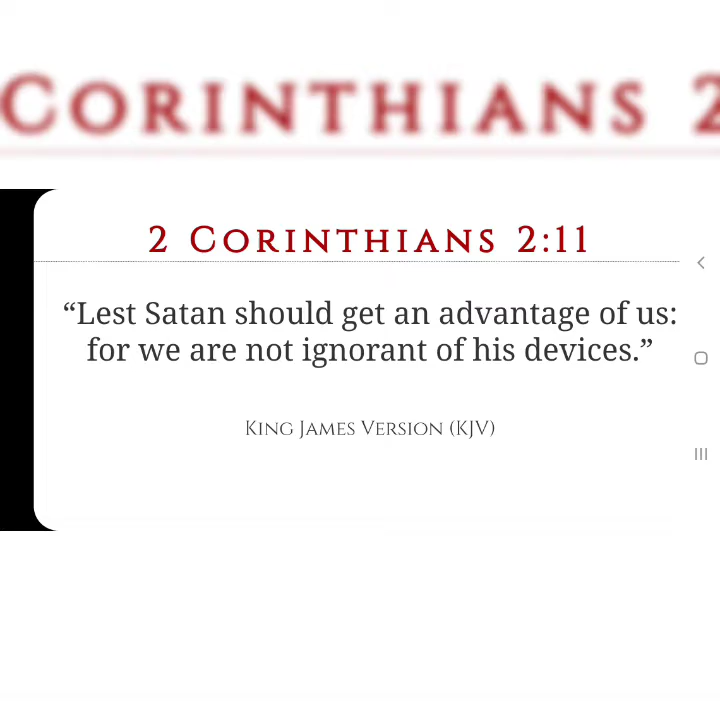 CORINTHIANS 2
2 CORINTHIANS 2:11
“Lest Satan should get an advantage of us:
for we are not ignorant of his devices.”
KING JAMES VERSION (KJV)